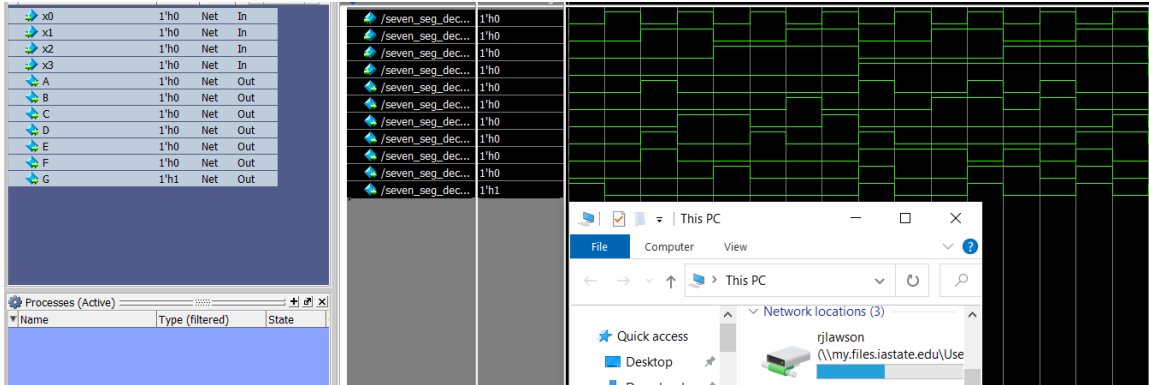 x0 1'h0 Net In
x1 1'h0 Net In
x2 1'h0 Net In
x3 1'h0 Net In
A 1'h0 Net Out
B 1'h0 Net Out
C 1'h0 Net Out
D 1'h0 Net Out
E 1'h0 Net Out
F 1'h0 Net Out
G 1'h1 Net Out
Processes (Active)
Name Type (filtered) State
/seven_seg_dec... 1'h0
/seven_seg_dec... 1'h0
/seven_seg_dec... 1'h0
/seven_seg_dec... 1'h0
/seven_seg_dec... 1'h0
/seven_seg_dec... 1'h0
/seven_seg_dec... 1'h0
/seven_seg_dec... 1'h0
/seven_seg_dec... 1'h0
/seven_seg_dec... 1'h0
/seven_seg_dec... 1'h1
This PC
File Computer View
This PC
Quick access
Desktop
Network locations (3)
rjlawson
(\\my.files.iastate.edu\Use